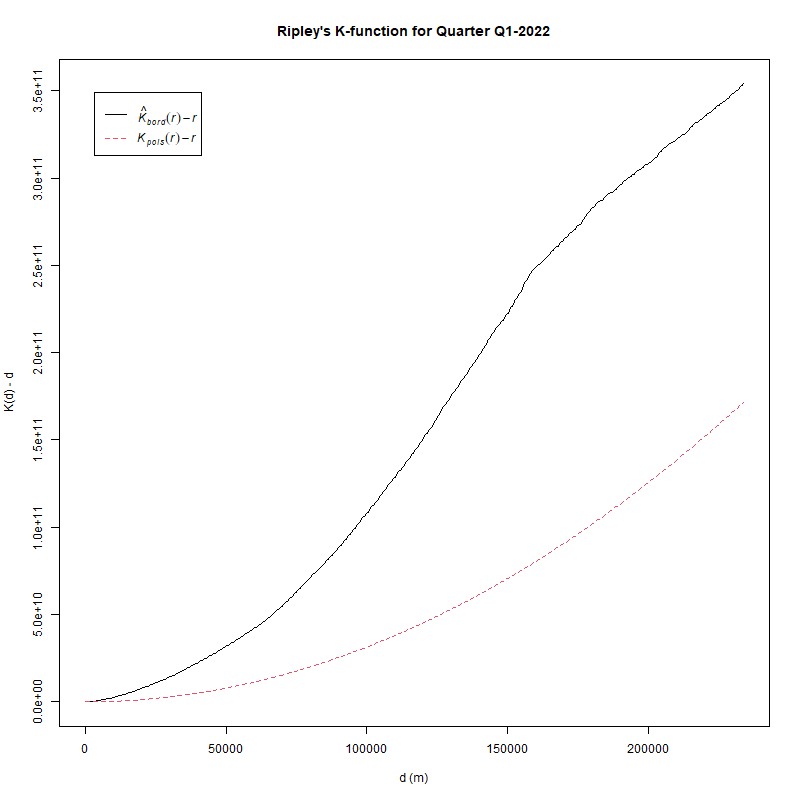 Ripley's K-function for Quarter Q1-2022
K̂bord(r) − r
Kpois(r) − r
K(d) - d
3.5e+11
3.0e+11
2.5e+11
2.0e+11
1.5e+11
1.0e+11
5.0e+10
0.0e+00
0 50000 100000 150000 200000
d (m)